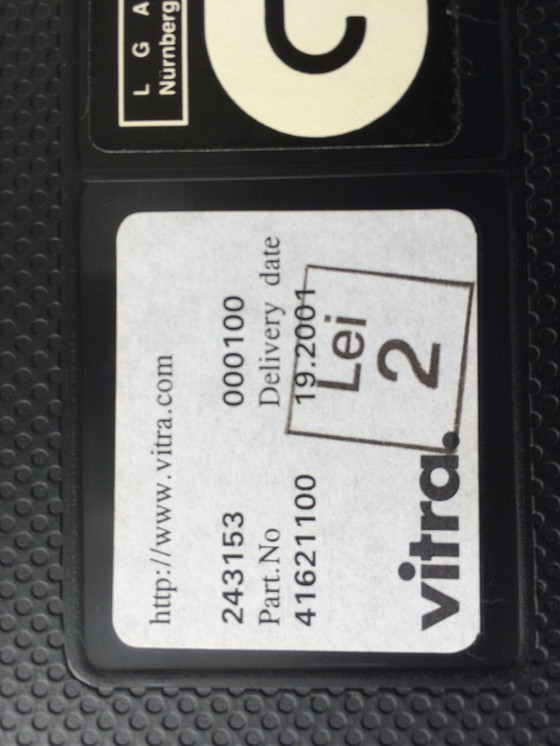 L G A
Nürnberg
http://www.vitra.com
243153 000100
Part.No Delivery date
41621100 19.2001
Lei
2
vitra.